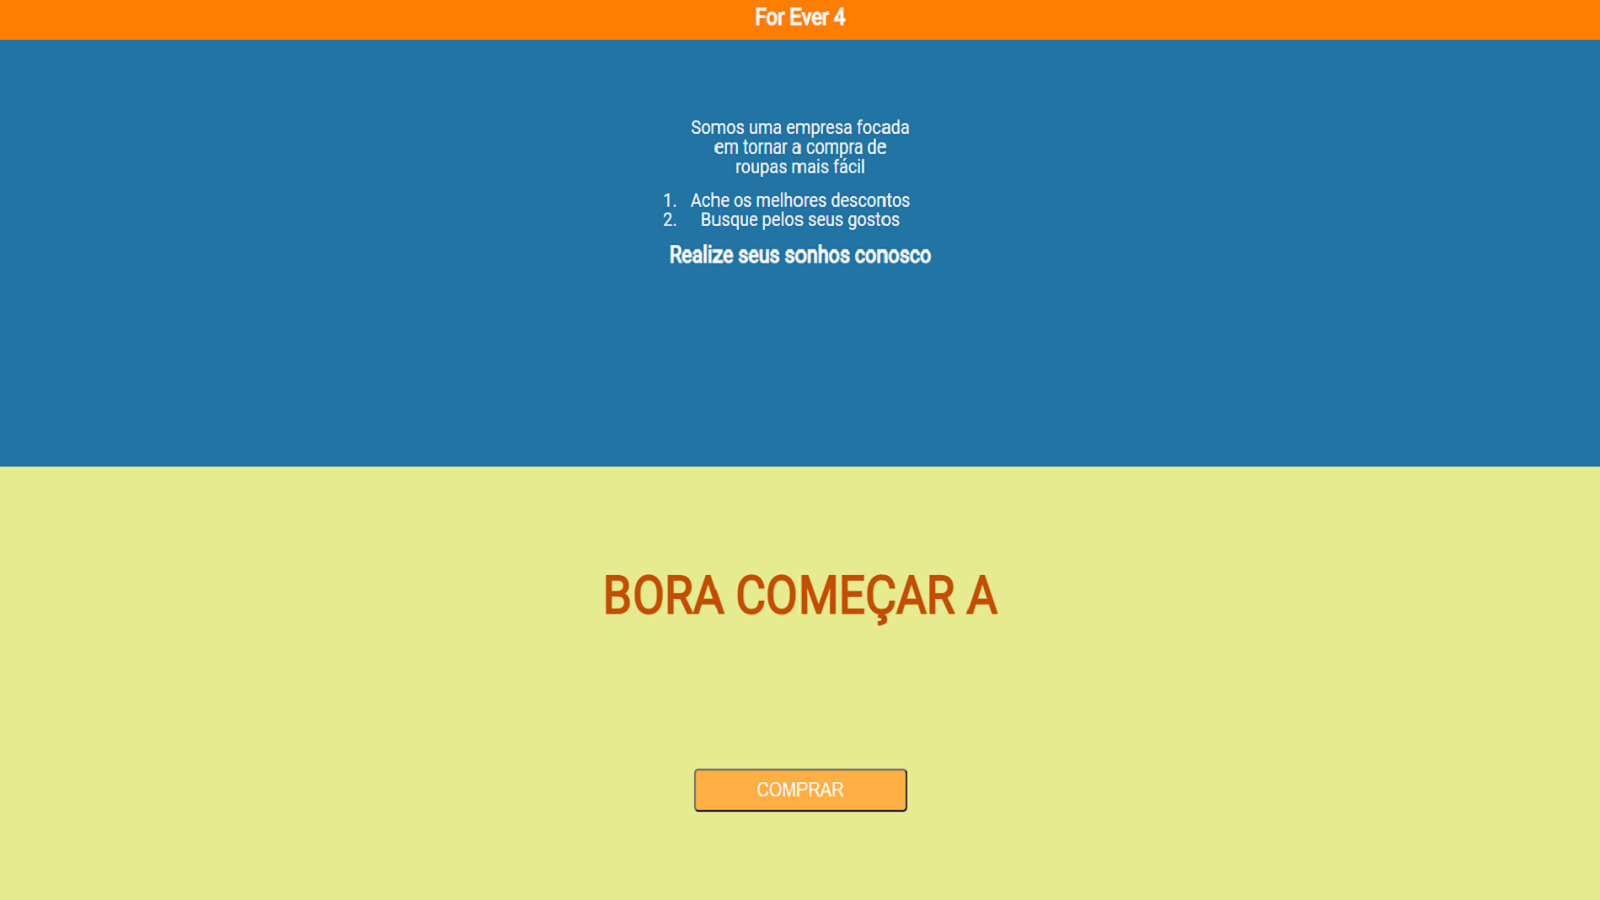 For Ever 4
Somos uma empresa focada
em tornar a compra de
roupas mais fácil
1. Ache os melhores descontos
2. Busque pelos seus gostos
Realize seus sonhos conosco
BORA COMEÇAR A
COMPRAR